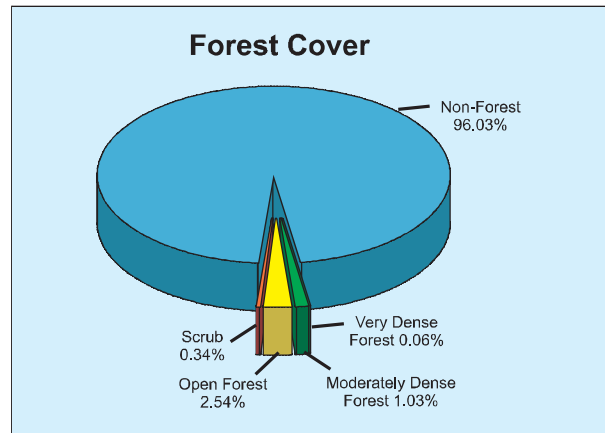 Forest Cover
Non-Forest
96.03%
Very Dense
Forest 0.06%
Scrub
0.34%
Open Forest
2.54%
Moderately Dense
Forest 1.03%